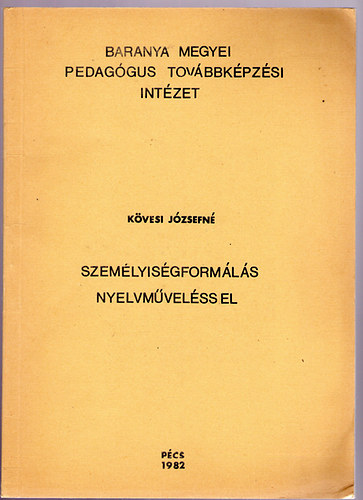 BARANYA MEGYEI
PEDAGÓGUS TOVÁBBKÉPZÉSI
INTÉZET
KÖVESI JÓZSEFNÉ
SZEMÉLYISÉGFORMÁLÁS
NYELVMŰVELÉSSEL
PÉCS
1982